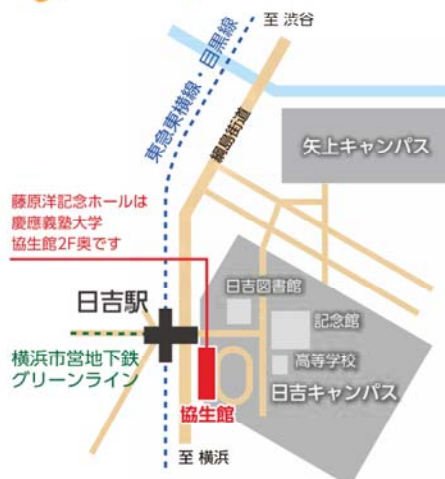 至 渋谷
東急東横線・目黒線
綱島街道
矢上キャンパス
藤原洋記念ホールは
慶應義塾大学
協生館2F奥です
日吉図書館
日吉駅
記念館
横浜市営地下鉄
グリーンライン
高等学校
日吉キャンパス
協生館
至 横浜